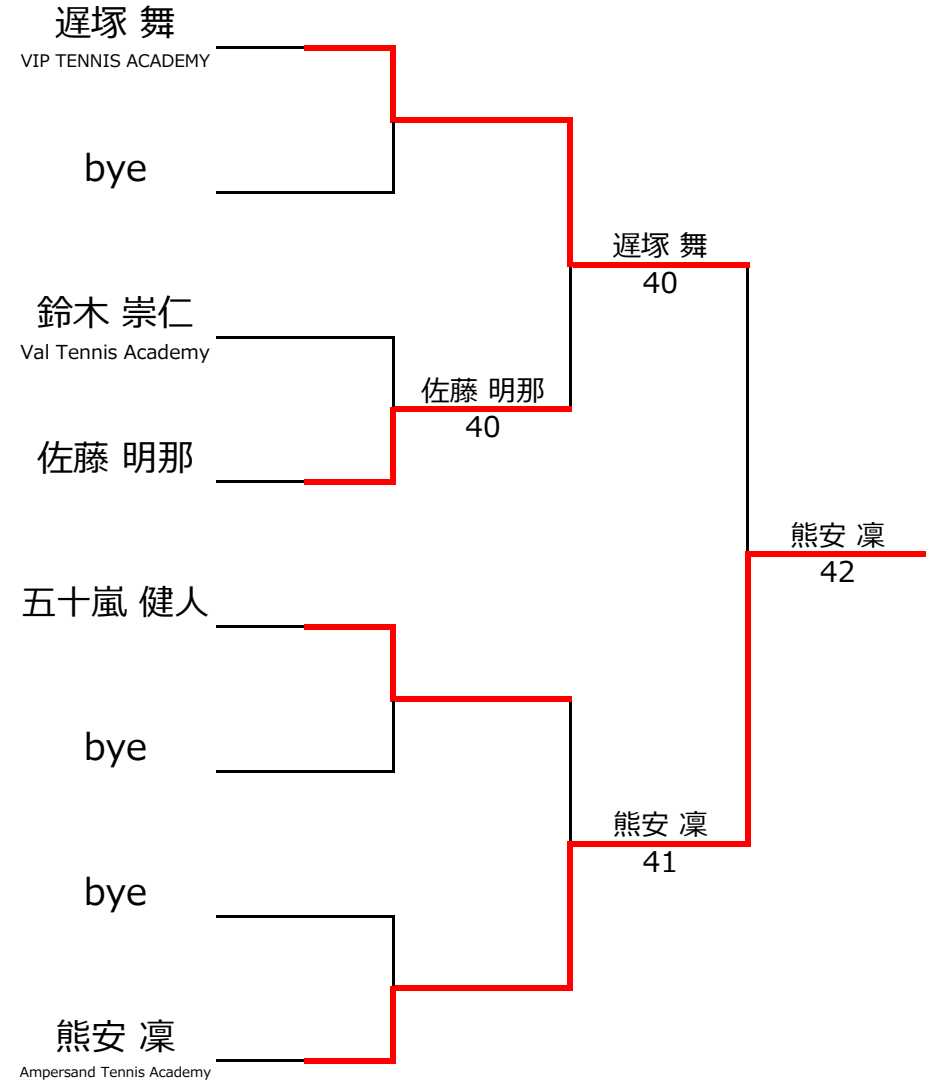 遅塚 舞
VIP TENNIS ACADEMY
bye
遅塚 舞
40
鈴木 崇仁
Val Tennis Academy
佐藤 明那
40
佐藤 明那
熊安 凜
42
五十嵐 健人
bye
熊安 凜
41
bye
熊安 凜
Ampersand Tennis Academy